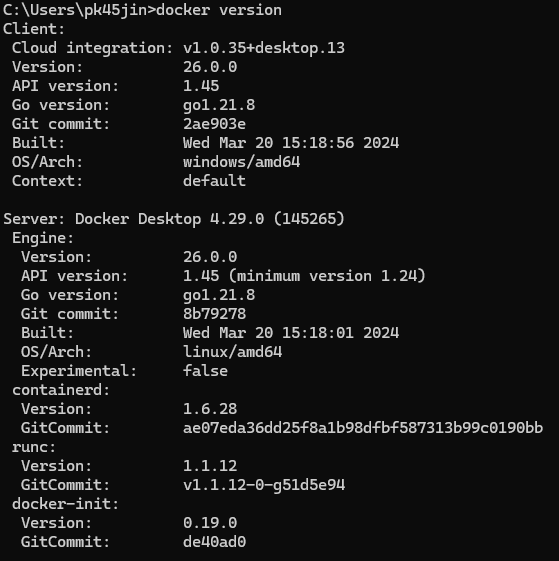 C:\Users\pk45jin>docker version
Client:
 Cloud integration: v1.0.35+desktop.13
 Version:           26.0.0
 API version:       1.45
 Go version:        go1.21.8
 Git commit:        2ae903e
 Built:             Wed Mar 20 15:18:56 2024
 OS/Arch:           windows/amd64
 Context:           default

Server: Docker Desktop 4.29.0 (145265)
 Engine:
  Version:          26.0.0
  API version:      1.45 (minimum version 1.24)
  Go version:       go1.21.8
  Git commit:       8b79278
  Built:            Wed Mar 20 15:18:01 2024
  OS/Arch:          linux/amd64
  Experimental:     false
 containerd:
  Version:          1.6.28
  GitCommit:        ae07eda36dd25f8a1b98dfbf587313b99c0190bb
 runc:
  Version:          1.1.12
  GitCommit:        v1.1.12-0-g51d5e94
 docker-init:
  Version:          0.19.0
  GitCommit:        de40ad0